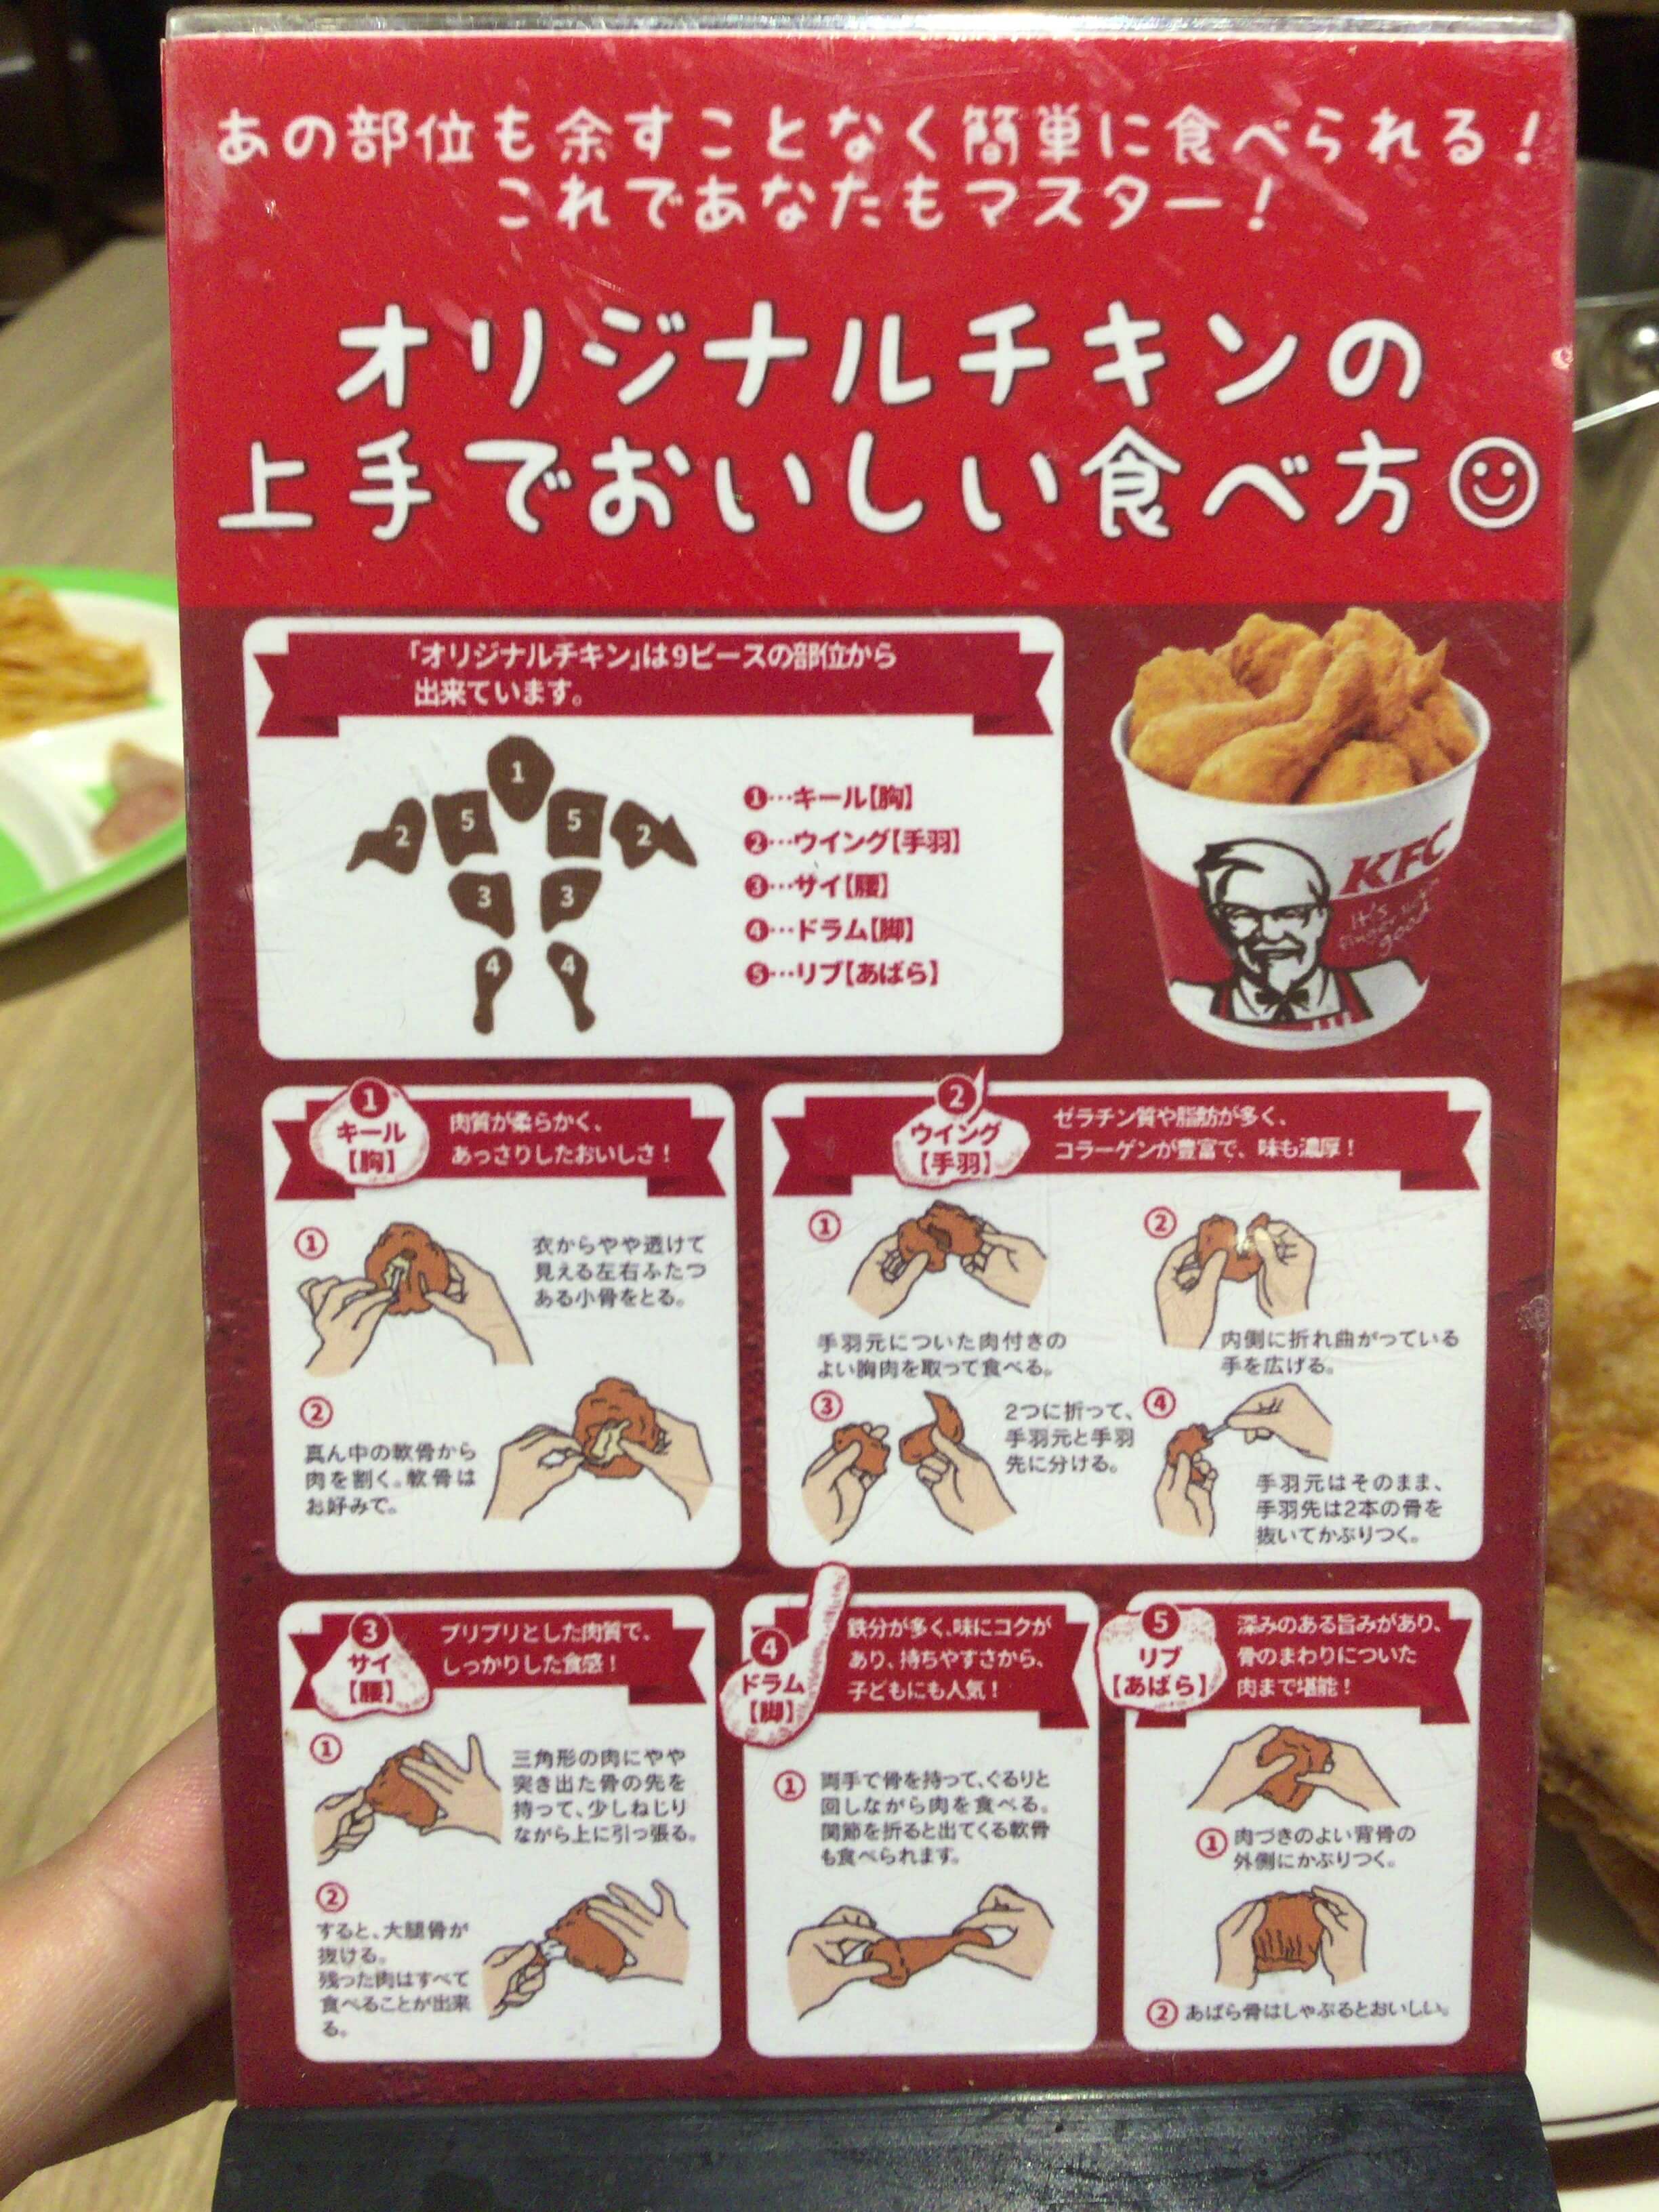 あの部位も余すことなく簡単に食べられる！
これであなたもマスター！
オリジナルチキンの
上手でおいしい食べ方
「オリジナルチキン」は9ピースの部位から
出来ています。
1
2
5
5
2
3
3
4
4
❶…キール【胸】
❷…ウイング【手羽】
❸…サイ【腰】
❹…ドラム【脚】
❺…リブ【あばら】
KFC
It's
finger lickin'
good
1
キール
【胸】
肉質が柔らかく、
あっさりしたおいしさ！
①
衣からやや透けて
見える左右ふたつ
ある小骨をとる。
②
真ん中の軟骨から
肉を割く。軟骨は
お好みで。
2
ウイング
【手羽】
ゼラチン質や脂肪が多く、
コラーゲンが豊富で、味も濃厚！
①
手羽元についた肉付きの
よい胸肉を取って食べる。
②
内側に折れ曲がっている
手を広げる。
③
2つに折って、
手羽元と手羽
先に分ける。
④
手羽元はそのまま、
手羽先は2本の骨を
抜いてかぶりつく。
3
サイ
【腰】
プリプリとした肉質で、
しっかりした食感！
①
三角形の肉にやや
突き出た骨の先を
持って、少しねじり
ながら上に引っ張る。
②
すると、大腿骨が
抜ける。
残った肉はすべて
食べることが出来
る。
4
ドラム
【脚】
鉄分が多く、味にコクが
あり、持ちやすさから、
子どもにも人気！
①
両手で骨を持って、ぐるりと
回しながら肉を食べる。
関節を折ると出てくる軟骨
も食べられます。
5
リブ
【あばら】
深みのある旨みがあり、
骨のまわりについた
肉まで堪能！
① 肉づきのよい背骨の
外側にかぶりつく。
② あばら骨はしゃぶるとおいしい。